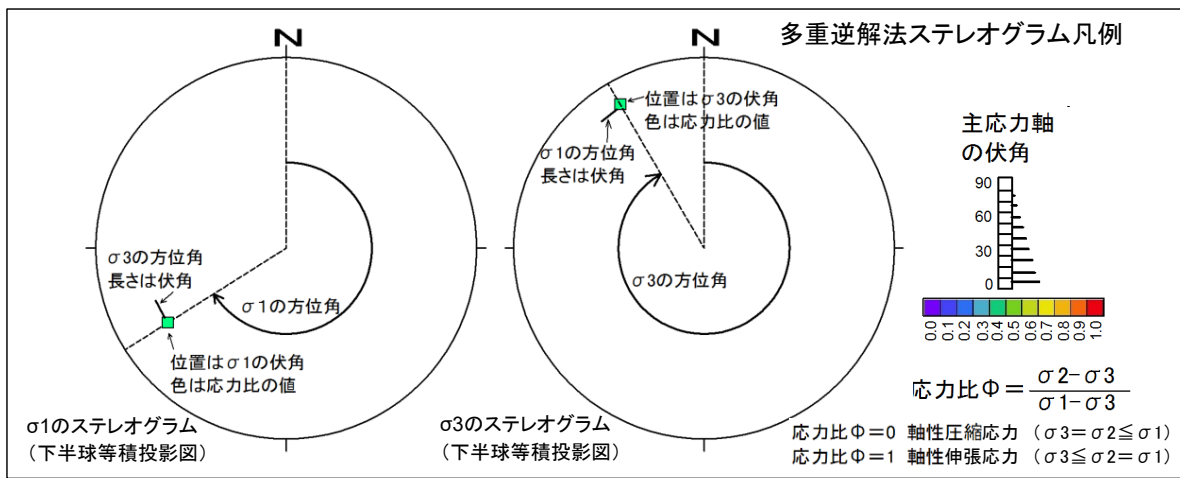 多重逆解法ステレオグラム凡例
N
σ3の方位角
長さは伏角
σ1の方位角
位置はσ1の伏角
色は応力比の値
σ1のステレオグラム
(下半球等積投影図)
N
位置はσ3の伏角
色は応力比の値
σ1の方位角
長さは伏角
σ3の方位角
σ3のステレオグラム
(下半球等積投影図)
主応力軸
の伏角
90
60
30
0
0.0 0.1 0.2 0.3 0.4 0.5 0.6 0.7 0.8 0.9 1.0
応力比Φ=
σ2-σ3
σ1-σ3
応力比Φ=0 軸性圧縮応力 (σ3=σ2≦σ1)
応力比Φ=1 軸性伸張応力 (σ3≦σ2=σ1)